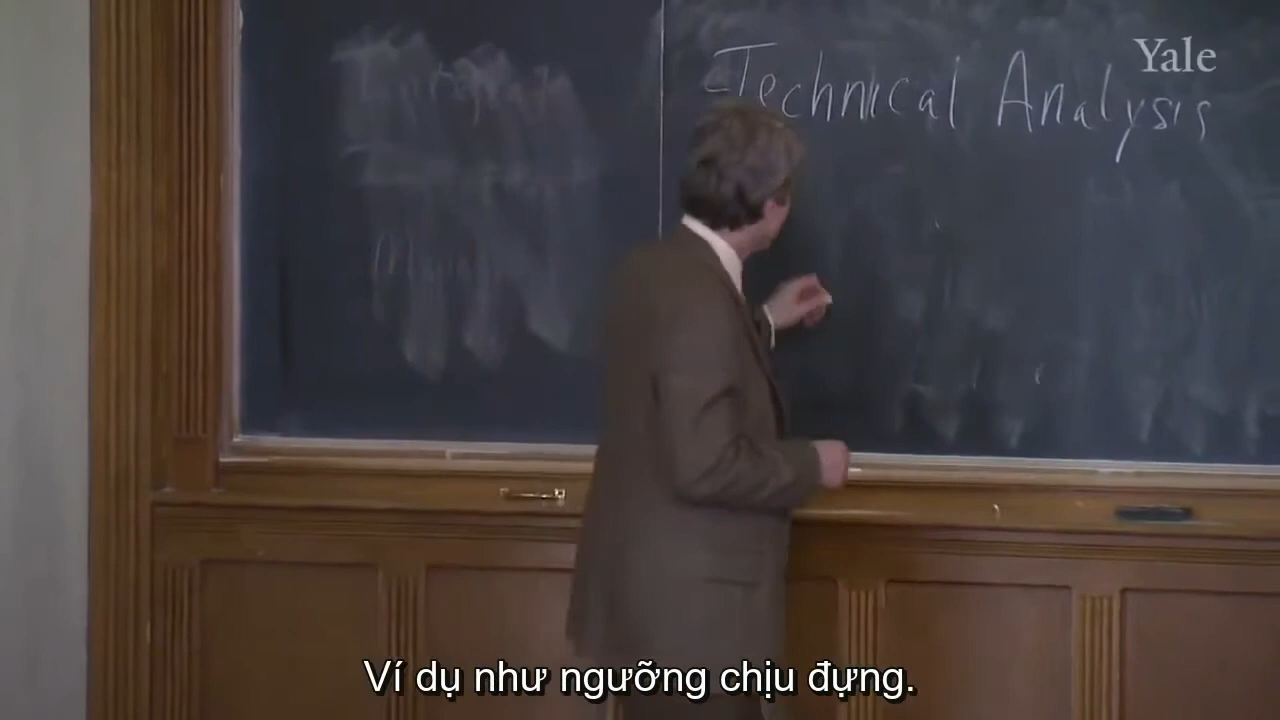 Yale
Technical Analysis
Ví dụ như ngưỡng chịu đựng.